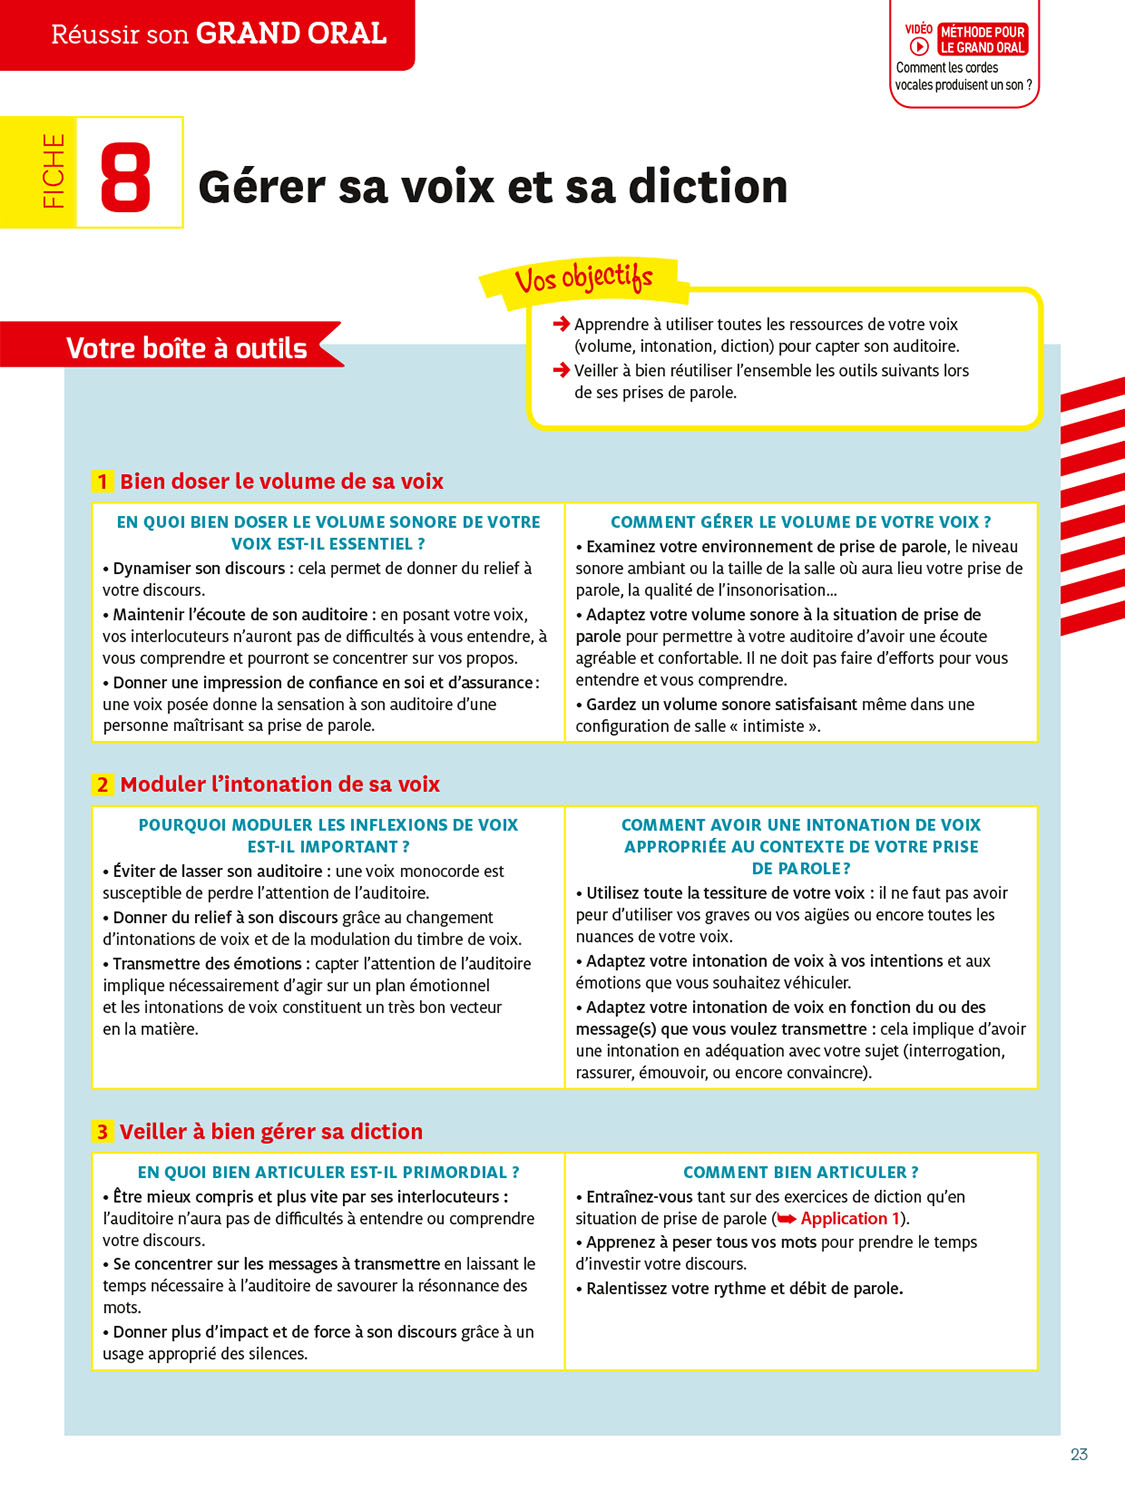 Réussir son GRAND ORAL
VIDÉO
MÉTHODE POUR
LE GRAND ORAL
Comment les cordes
vocales produisent un son ?
FICHE
8
Gérer sa voix et sa diction
Vos objectifs
➔ Apprendre à utiliser toutes les ressources de votre voix
(volume, intonation, diction) pour capter son auditoire.
➔ Veiller à bien réutiliser l’ensemble les outils suivants lors
de ses prises de parole.
Votre boîte à outils
1 Bien doser le volume de sa voix
EN QUOI BIEN DOSER LE VOLUME SONORE DE VOTRE
VOIX EST-IL ESSENTIEL ?
• Dynamiser son discours : cela permet de donner du relief à
votre discours.
• Maintenir l’écoute de son auditoire : en posant votre voix,
vos interlocuteurs n’auront pas de difficultés à vous entendre, à
vous comprendre et pourront se concentrer sur vos propos.
• Donner une impression de confiance en soi et d’assurance :
une voix posée donne la sensation à son auditoire d’une
personne maîtrisant sa prise de parole.
COMMENT GÉRER LE VOLUME DE VOTRE VOIX ?
• Examinez votre environnement de prise de parole, le niveau
sonore ambiant ou la taille de la salle où aura lieu votre prise de
parole, la qualité de l’insonorisation…
• Adaptez votre volume sonore à la situation de prise de
parole pour permettre à votre auditoire d’avoir une écoute
agréable et confortable. Il ne doit pas faire d’efforts pour vous
entendre et vous comprendre.
• Gardez un volume sonore satisfaisant même dans une
configuration de salle « intimiste ».
2 Moduler l’intonation de sa voix
POURQUOI MODULER LES INFLEXIONS DE VOIX
EST-IL IMPORTANT ?
• Éviter de lasser son auditoire : une voix monocorde est
susceptible de perdre l’attention de l’auditoire.
• Donner du relief à son discours grâce au changement
d’intonations de voix et de la modulation du timbre de voix.
• Transmettre des émotions : capter l’attention de l’auditoire
implique nécessairement d’agir sur un plan émotionnel
et les intonations de voix constituent un très bon vecteur
en la matière.
COMMENT AVOIR UNE INTONATION DE VOIX
APPROPRIÉE AU CONTEXTE DE VOTRE PRISE
DE PAROLE ?
• Utilisez toute la tessiture de votre voix : il ne faut pas avoir
peur d’utiliser vos graves ou vos aigües ou encore toutes les
nuances de votre voix.
• Adaptez votre intonation de voix à vos intentions et aux
émotions que vous souhaitez véhiculer.
• Adaptez votre intonation de voix en fonction du ou des
message(s) que vous voulez transmettre : cela implique d’avoir
une intonation en adéquation avec votre sujet (interrogation,
rassurer, émouvoir, ou encore convaincre).
3 Veiller à bien gérer sa diction
EN QUOI BIEN ARTICULER EST-IL PRIMORDIAL ?
• Être mieux compris et plus vite par ses interlocuteurs :
l’auditoire n’aura pas de difficultés à entendre ou comprendre
votre discours.
• Se concentrer sur les messages à transmettre en laissant le
temps nécessaire à l’auditoire de savourer la résonnance des
mots.
• Donner plus d’impact et de force à son discours grâce à un
usage approprié des silences.
COMMENT BIEN ARTICULER ?
• Entraînez-vous tant sur des exercices de diction qu’en
situation de prise de parole (➥ Application 1).
• Apprenez à peser tous vos mots pour prendre le temps
d’investir votre discours.
• Ralentissez votre rythme et débit de parole.
23